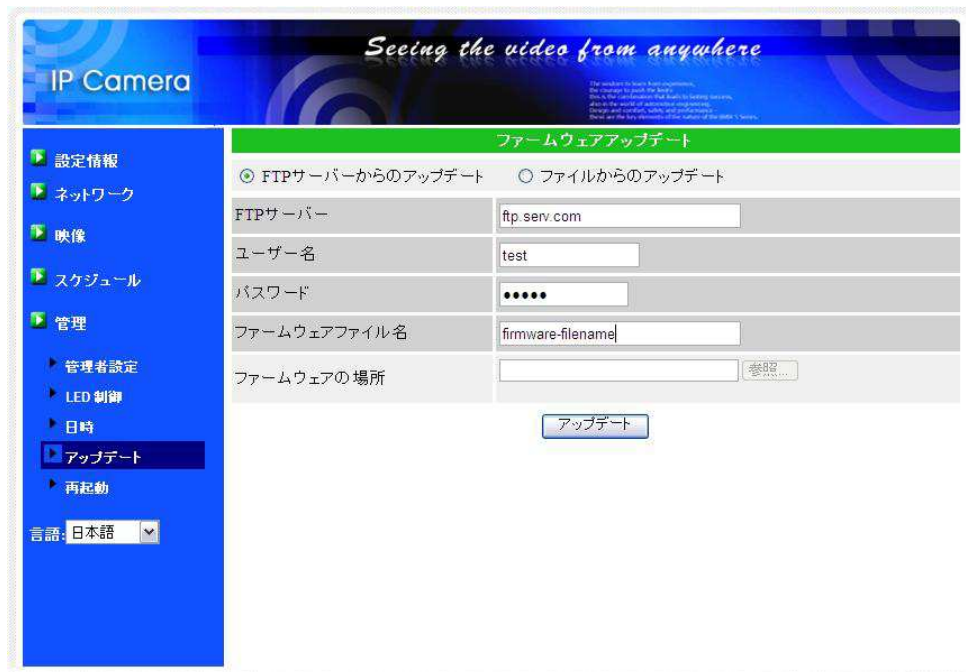 Seeing the video from anywhere
IP Camera
設定情報
ネットワーク
映像
スケジュール
管理
管理者設定
LED 制御
日時
アップデート
再起動
言語: 日本語
ファームウェアアップデート
FTPサーバーからのアップデート ファイルからのアップデート
FTPサーバー ftp.serv.com
ユーザー名 test
パスワード •••••
ファームウェアファイル名 firmware-filename
ファームウェアの場所 参照...
アップデート